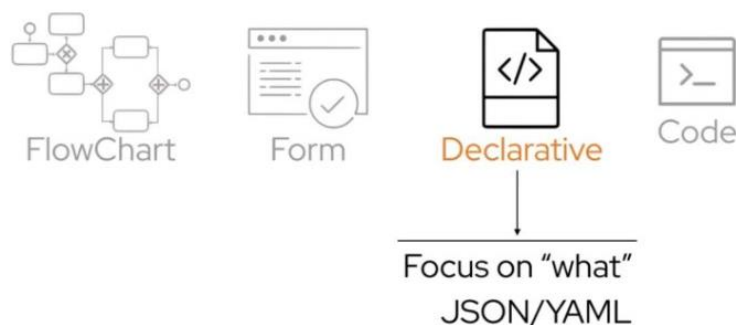 FlowChart
Form
Declarative
Code
Focus on “what”
JSON/YAML